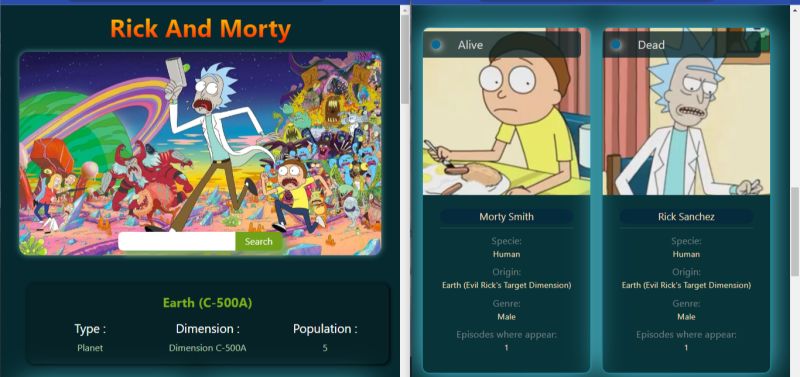 Rick And Morty
Search
Earth (C-500A)
Type : Dimension : Population :
Planet Dimension C-500A 5
Alive
Morty Smith
Specie:
Human
Origin:
Earth (Evil Rick's Target Dimension)
Genre:
Male
Episodes where appear:
1
Dead
Rick Sanchez
Specie:
Human
Origin:
Earth (Evil Rick's Target Dimension)
Genre:
Male
Episodes where appear:
1